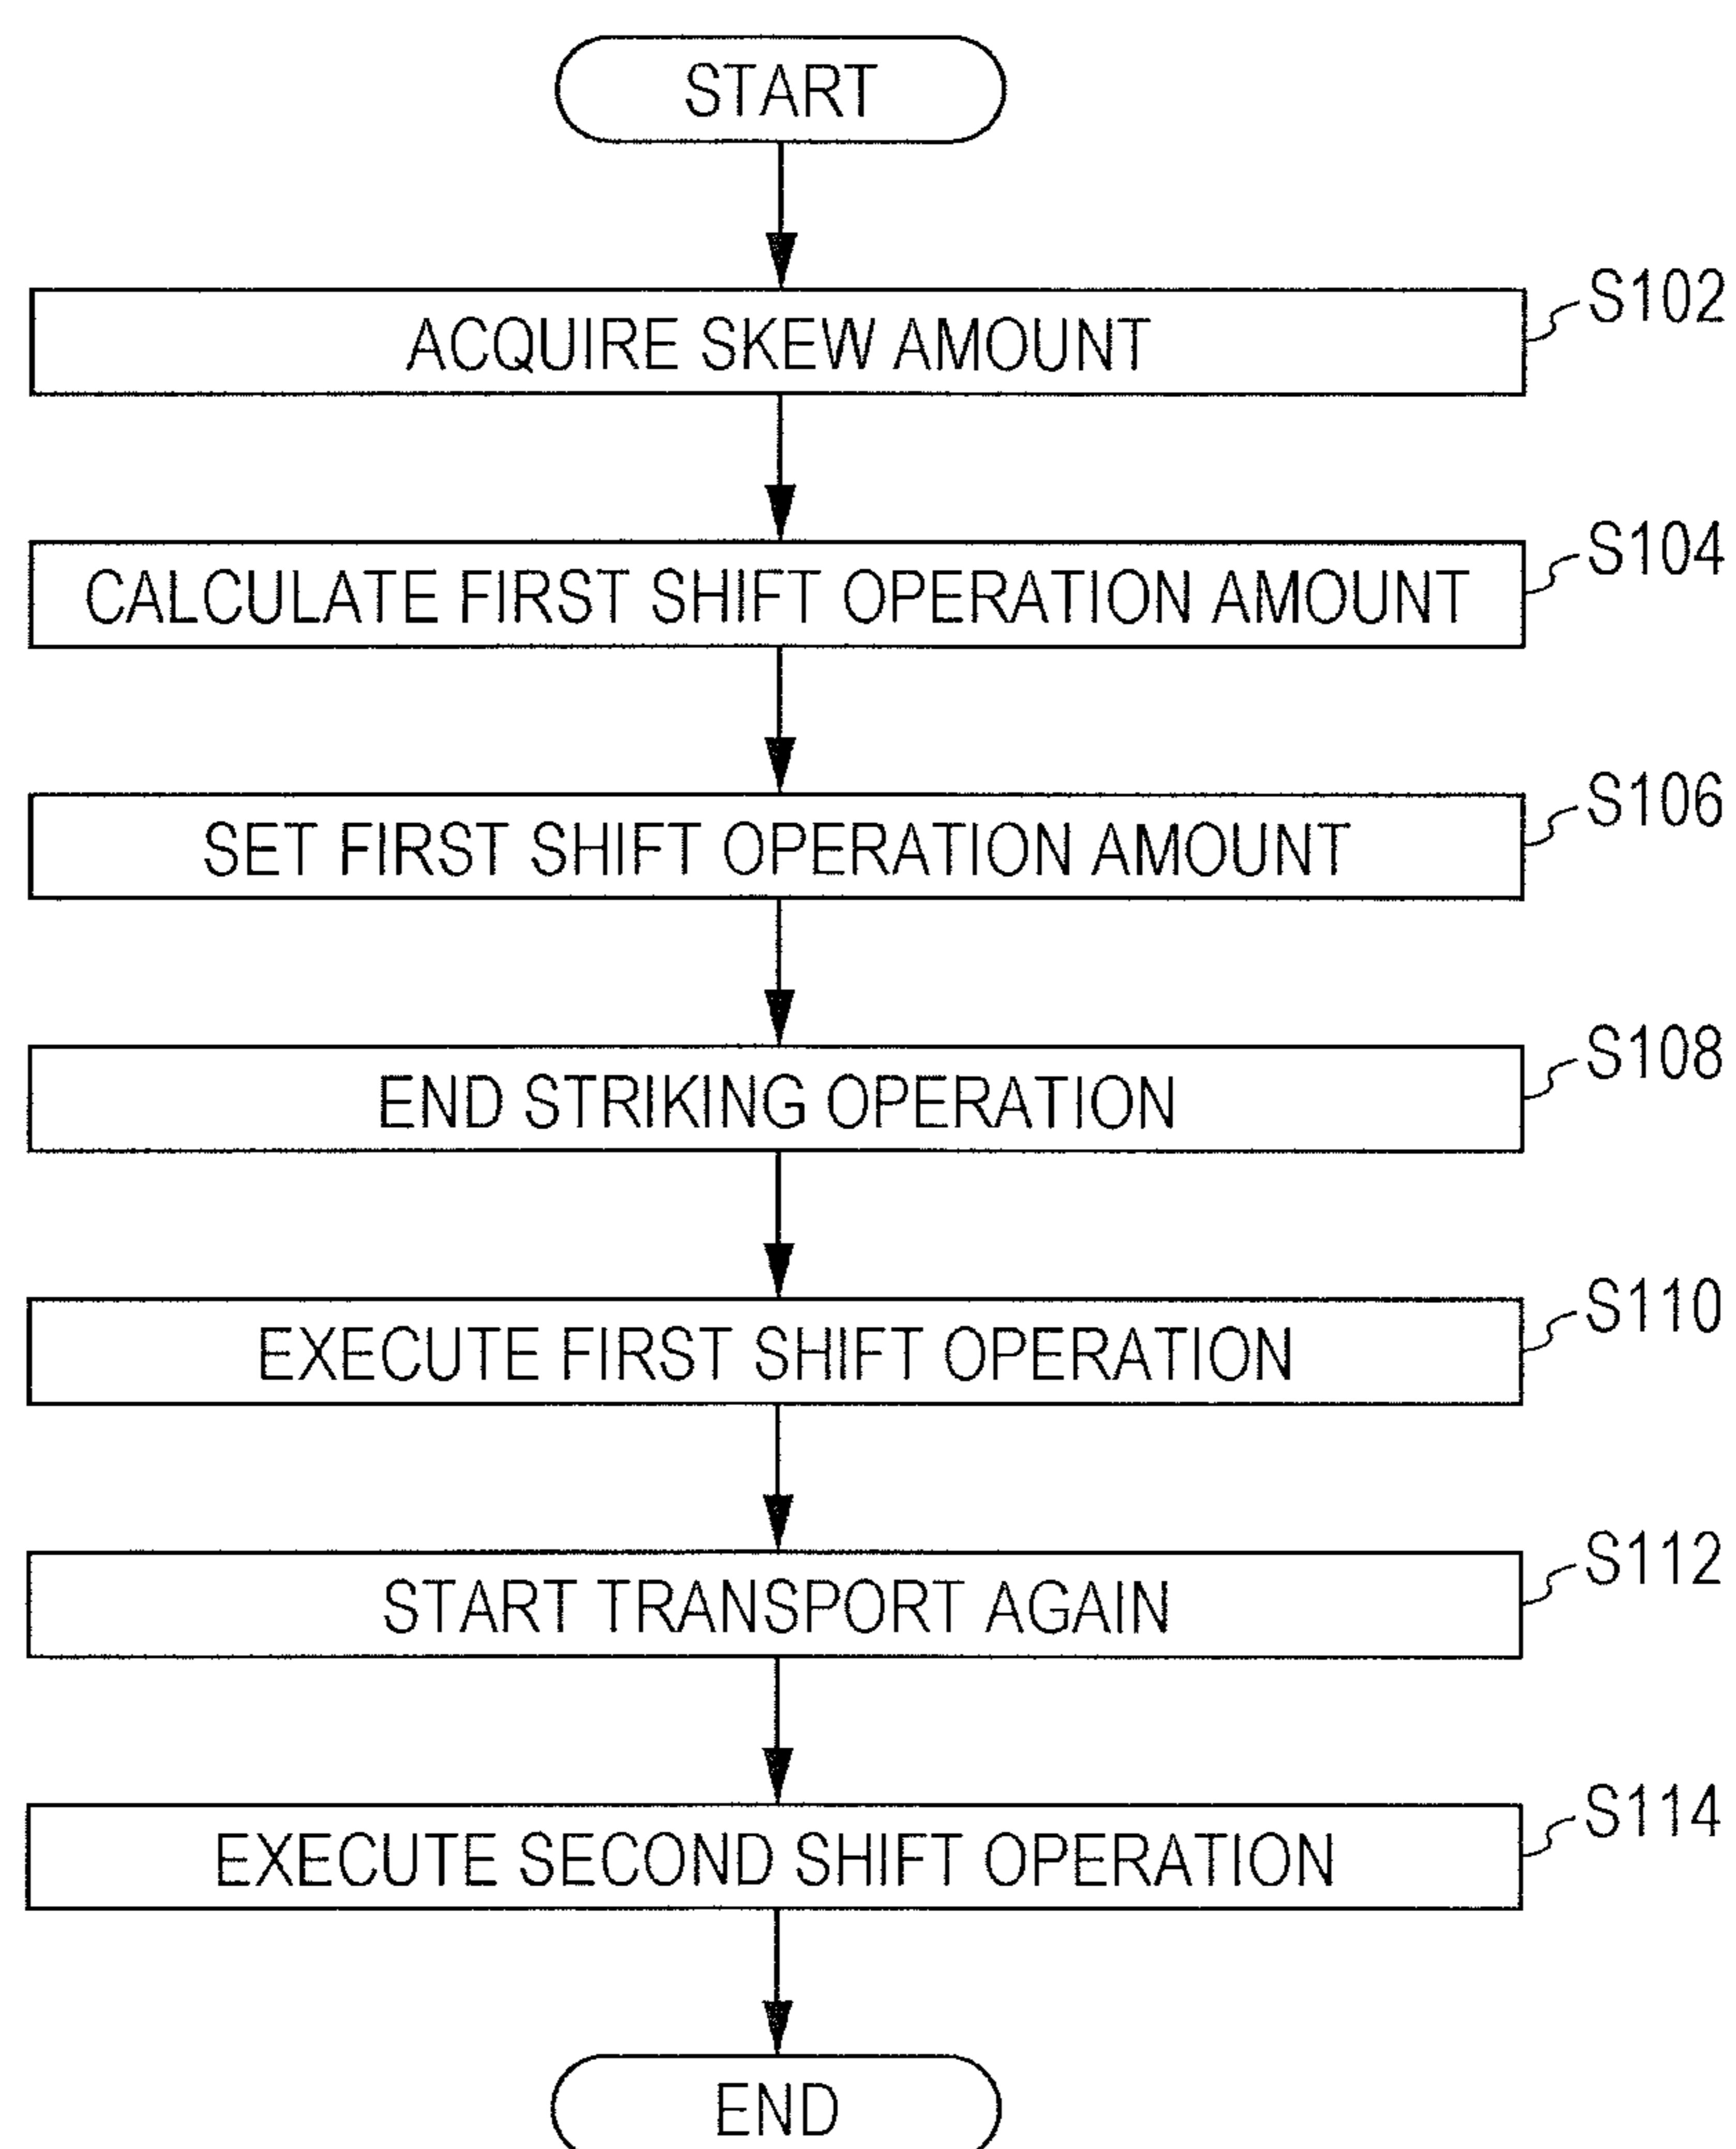 START
S102
ACQUIRE SKEW AMOUNT
S104
CALCULATE FIRST SHIFT OPERATION AMOUNT
S106
SET FIRST SHIFT OPERATION AMOUNT
S108
END STRIKING OPERATION
S110
EXECUTE FIRST SHIFT OPERATION
S112
START TRANSPORT AGAIN
S114
EXECUTE SECOND SHIFT OPERATION
END